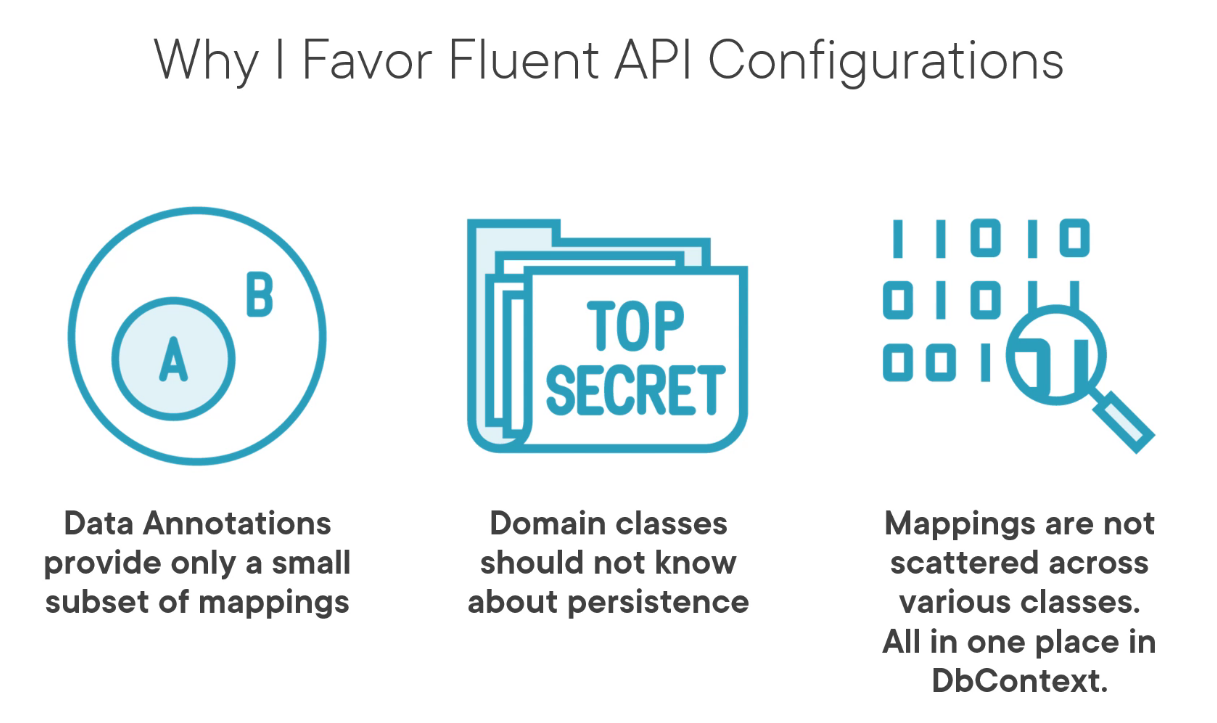 Why I Favor Fluent API Configurations
A
B
TOP
SECRET
11010
01011
001
Data Annotations
provide only a small
subset of mappings
Domain classes
should not know
about persistence
Mappings are not
scattered across
various classes.
All in one place in
DbContext.